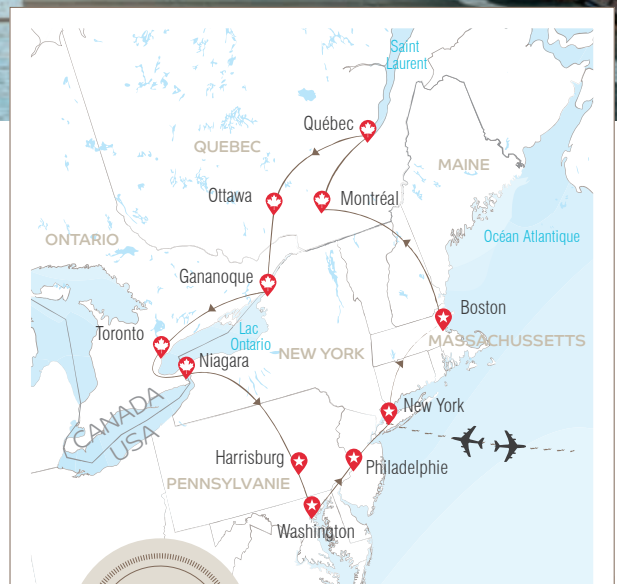 Saint
Laurent
Québec
QUEBEC
MAINE
Ottawa
Montréal
ONTARIO
Océan Atlantique
Gananoque
Boston
Toronto
Lac
Ontario
MASSACHUSSETTS
NEW YORK
Niagara
CANADA
USA
New York
Harrisburg
Philadelphie
PENNSYLVANIE
Washington